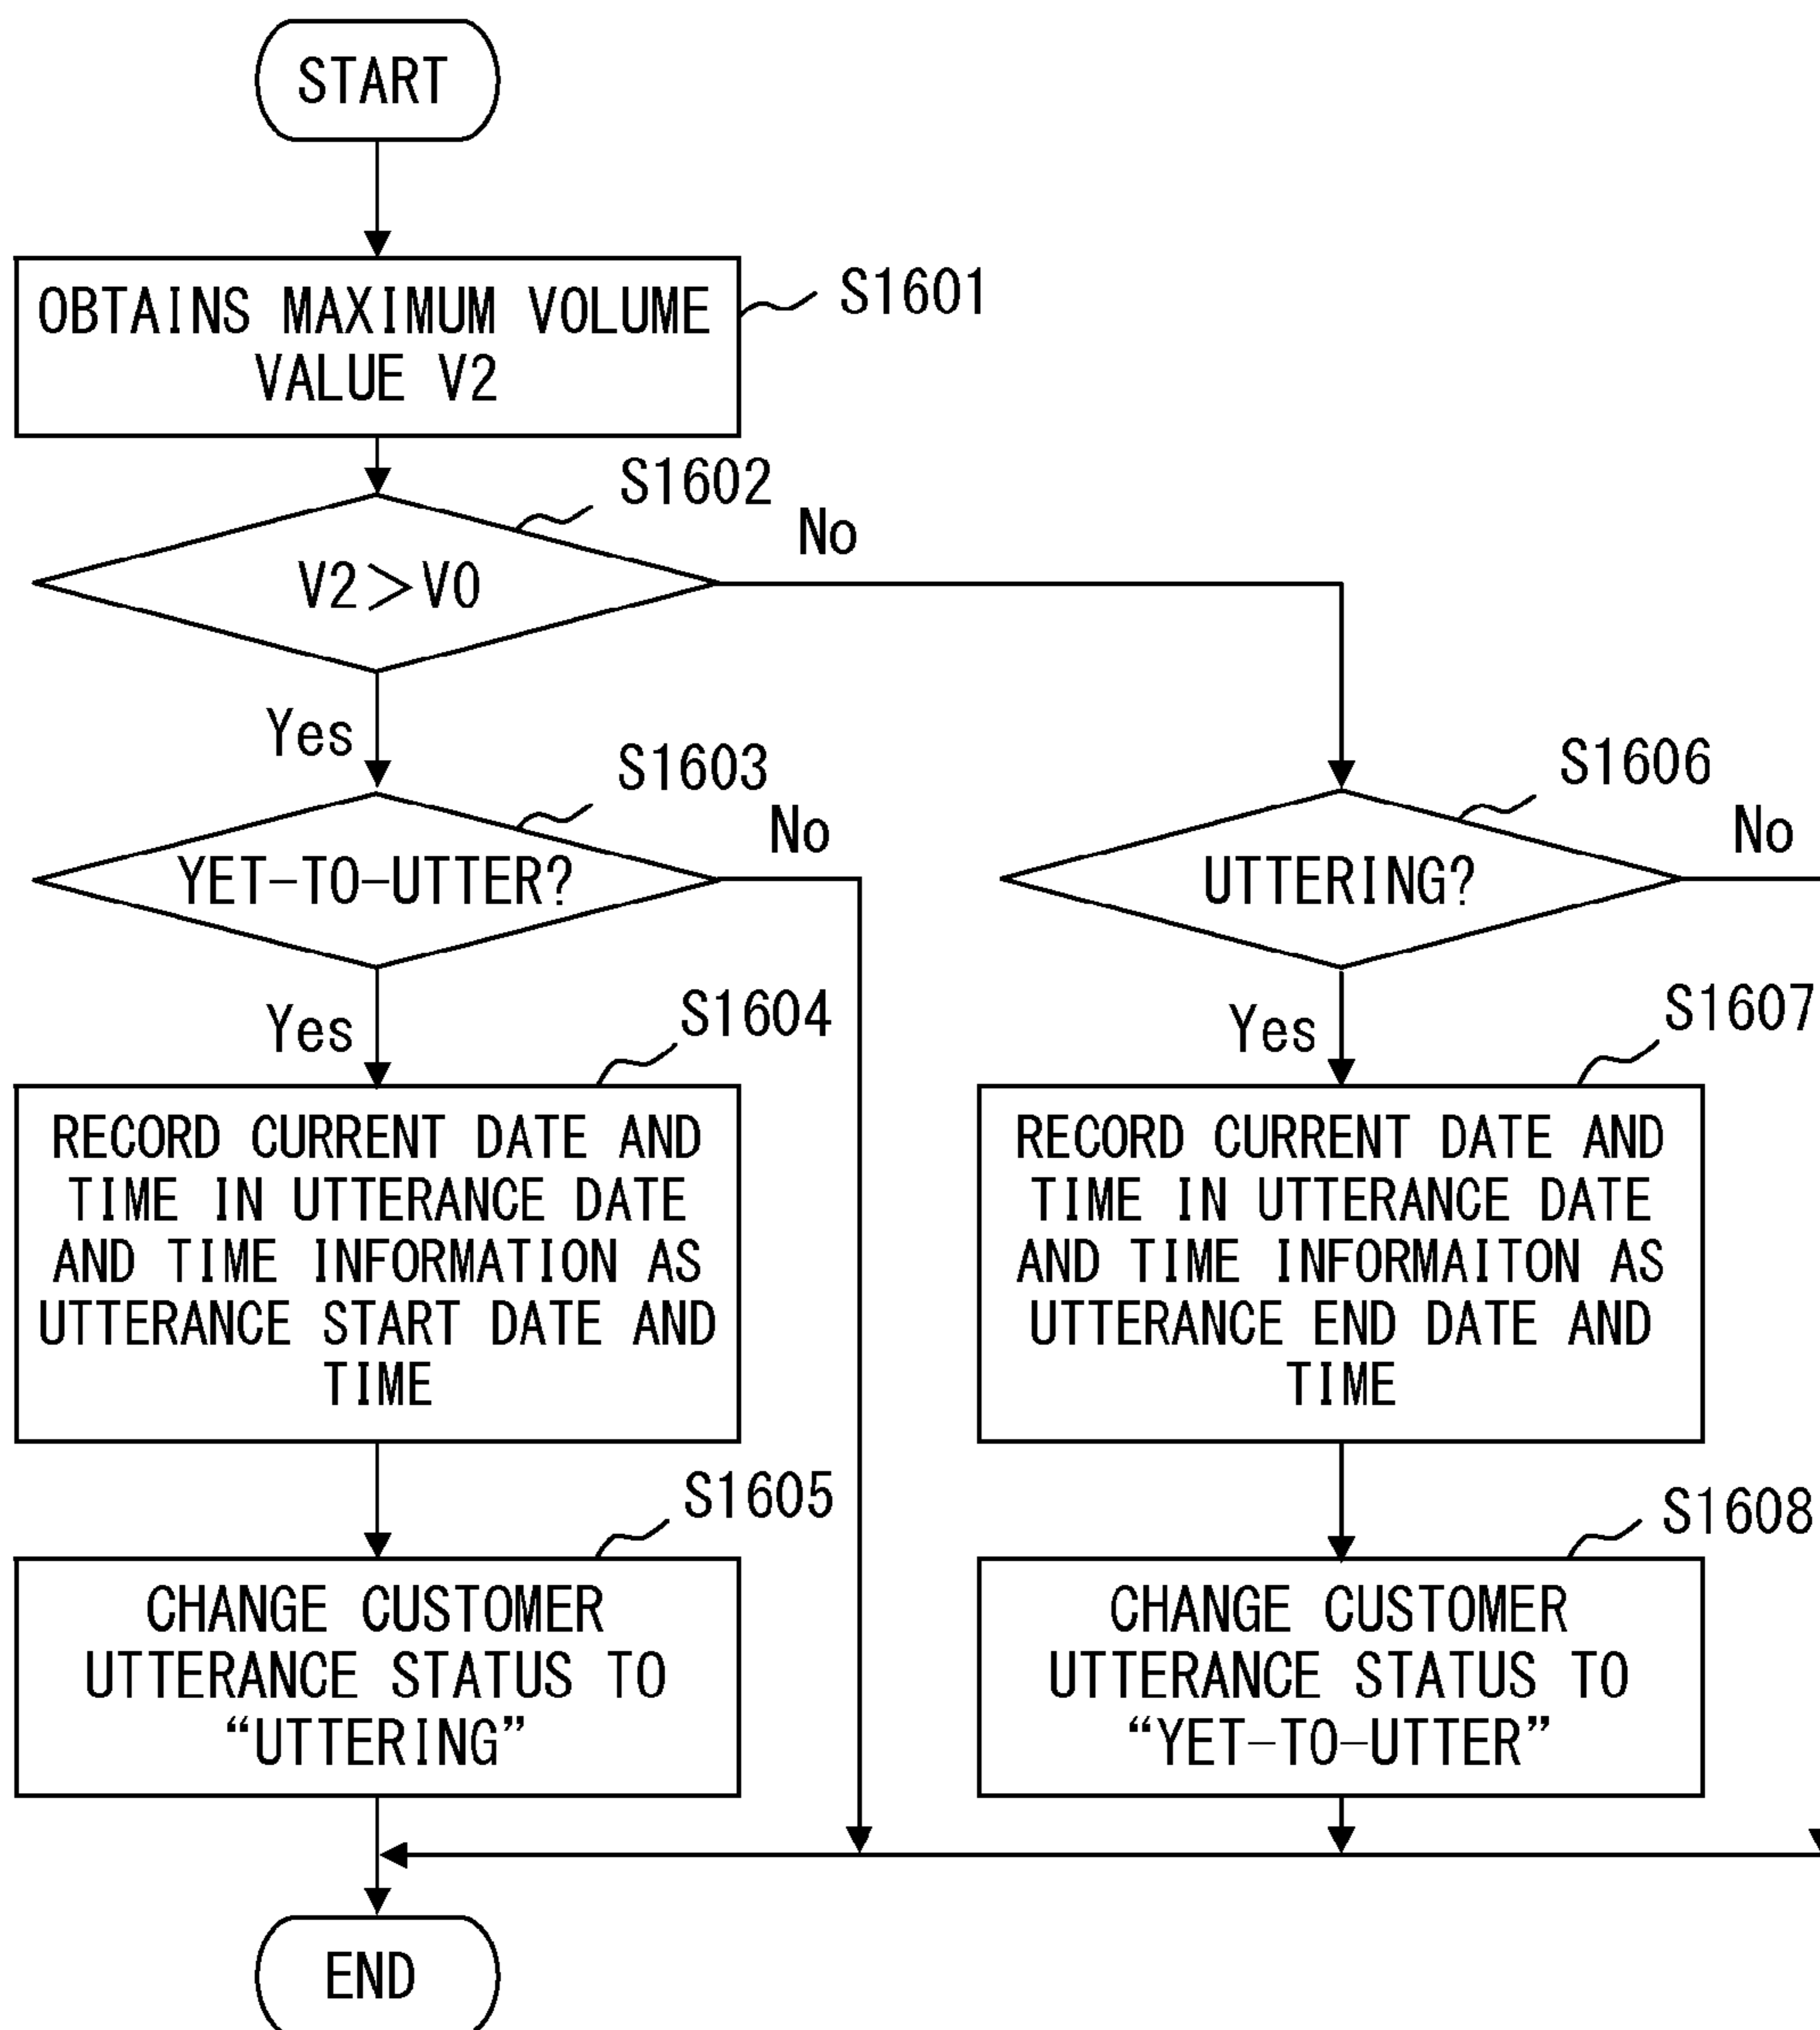 START
OBTAINS MAXIMUM VOLUME
VALUE V2
S1601
S1602
V2>V0
No
Yes
S1603
YET-TO-UTTER?
No
S1606
UTTERING?
No
Yes
S1604
Yes
S1607
RECORD CURRENT DATE AND
TIME IN UTTERANCE DATE
AND TIME INFORMATION AS
UTTERANCE START DATE AND
TIME
RECORD CURRENT DATE AND
TIME IN UTTERANCE DATE
AND TIME INFORMAITON AS
UTTERANCE END DATE AND
TIME
S1605
CHANGE CUSTOMER
UTTERANCE STATUS TO
“UTTERING”
S1608
CHANGE CUSTOMER
UTTERANCE STATUS TO
“YET-TO-UTTER”
END